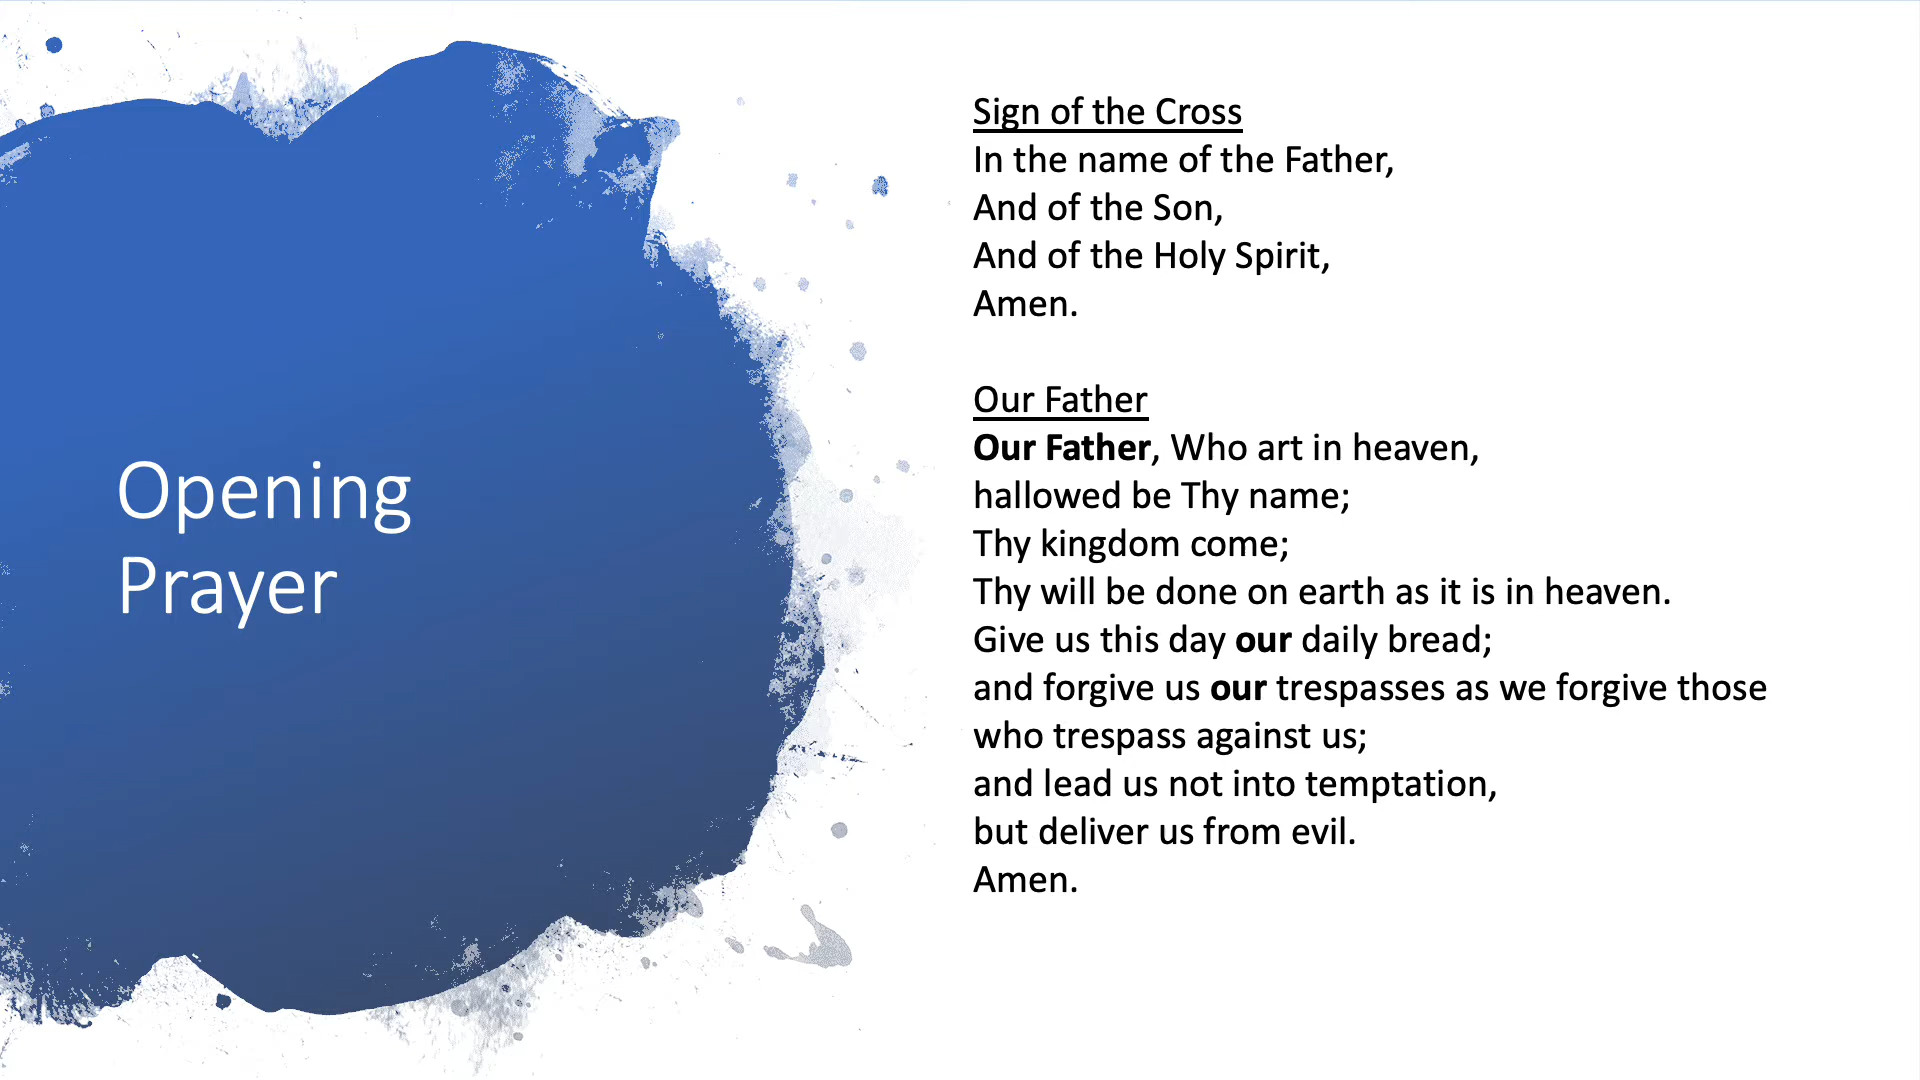 Opening
Prayer
Sign of the Cross
In the name of the Father,
And of the Son,
And of the Holy Spirit,
Amen.
Our Father
Our Father, Who art in heaven,
hallowed be Thy name;
Thy kingdom come;
Thy will be done on earth as it is in heaven.
Give us this day our daily bread;
and forgive us our trespasses as we forgive those
who trespass against us;
and lead us not into temptation,
but deliver us from evil.
Amen.